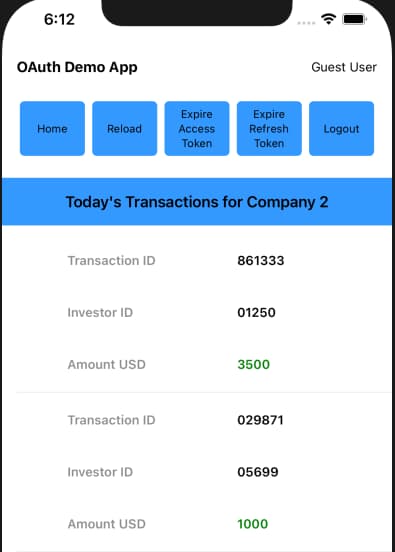 6:12
OAuth Demo App
Guest User
Home
Reload
Expire
Access
Token
Expire
Refresh
Token
Logout
Today's Transactions for Company 2
Transaction ID 861333
Investor ID 01250
Amount USD 3500
Transaction ID 029871
Investor ID 05699
Amount USD 1000